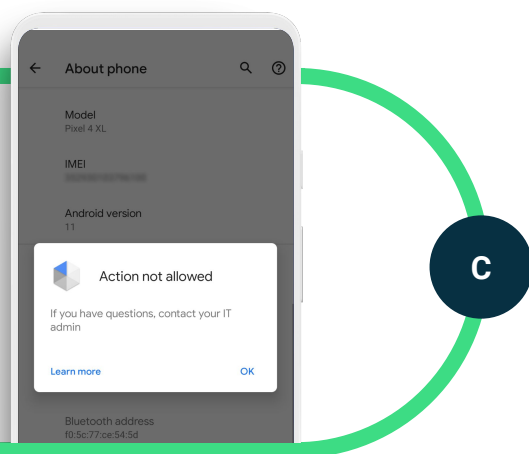 About phone
Model
Pixel 4 XL
IMEI
Android version
11
Action not allowed
If you have questions, contact your IT
admin
Learn more
OK
Bluetooth address
f0:5c:77:ce:54:5d
C